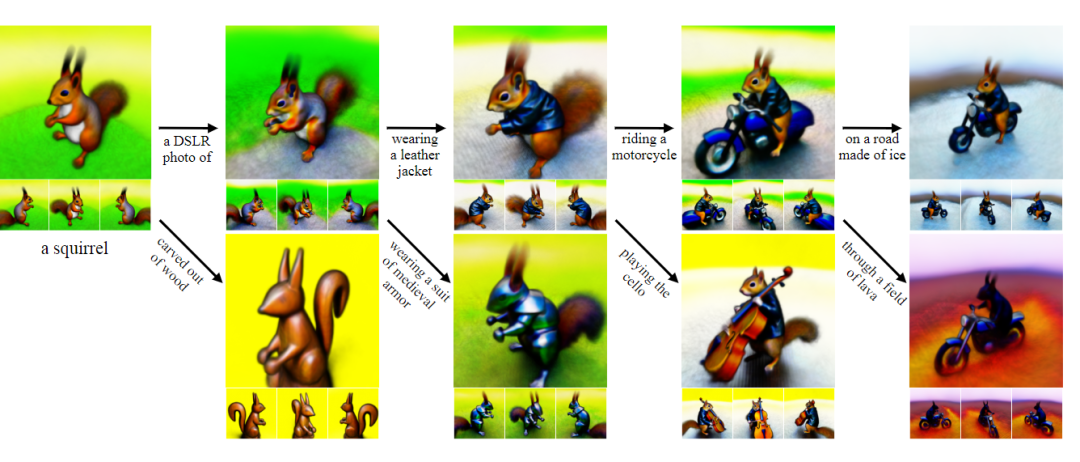 a DSLR
photo of
wearing
a leather
jacket
riding a
motorcycle
on a road
made of ice
a squirrel
carved out
of wood
wearing a suit
of medieval
armor
playing the
cello
through a field
of lava